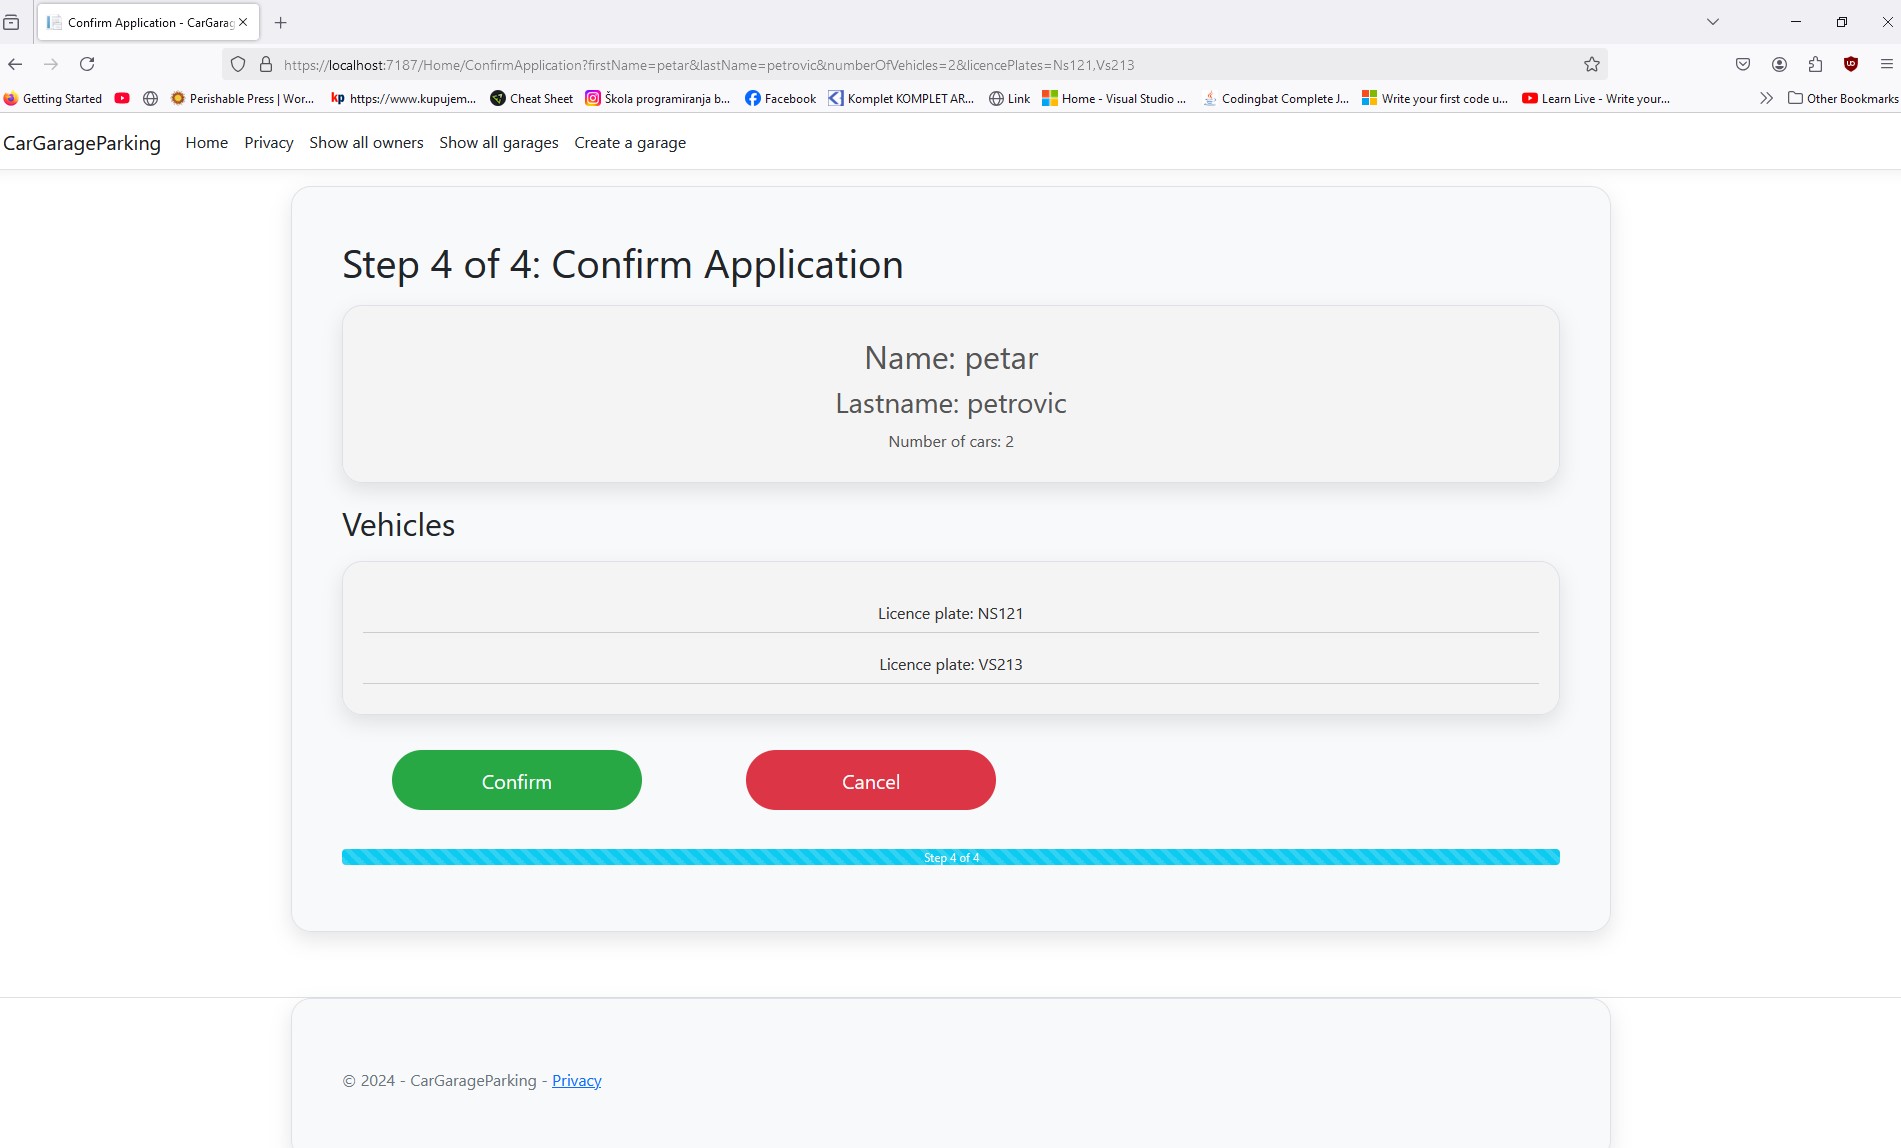 Confirm Application - CarGarag
https://localhost:7187/Home/ConfirmApplication?firstName=petar&lastName=petrovic&numberOfVehicles=2&licencePlates=Ns121,Vs213
Getting Started Perishable Press | Wor... kp https://www.kupujem... Cheat Sheet Škola programiranja b... Facebook Komplet KOMPLET AR... Link Home - Visual Studio ... Codingbat Complete J... Write your first code u... Learn Live - Write your... Other Bookmarks
CarGarageParking Home Privacy Show all owners Show all garages Create a garage
Step 4 of 4: Confirm Application
Name: petar
Lastname: petrovic
Number of cars: 2
Vehicles
Licence plate: NS121
Licence plate: VS213
Confirm Cancel
Step 4 of 4
© 2024 - CarGarageParking - Privacy